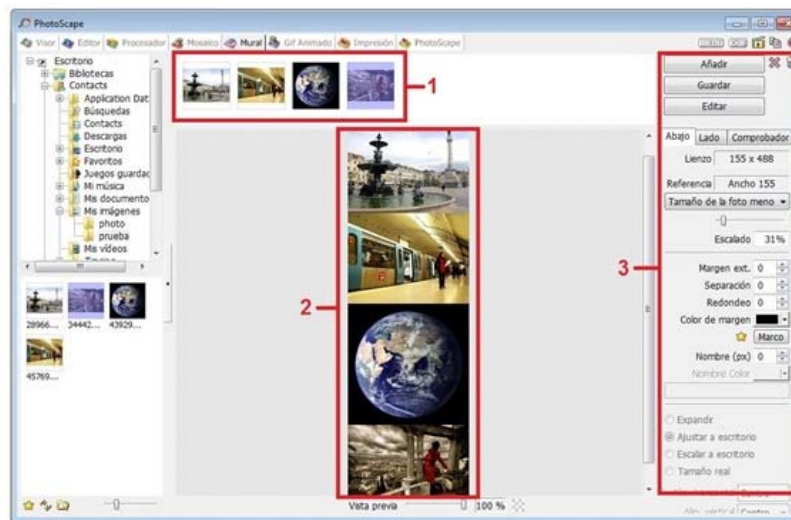 PhotoScape
Visor Editor Procesador Mosaico Mural Gif Animado Impresión PhotoScape
Escritorio
Bibliotecas
Contacts
Application Dat
Búsquedas
Contacts
Descargas
Escritorio
Favoritos
Juegos guardad
Mi música
Mis documento
Mis imágenes
photo
prueba
Mis vídeos
28966... 34442... 43929...
45769...
1
2
Vista previa 100 %
3
Añadir
Guardar
Editar
Abajo Lado Comprobador
Lienzo 155 x 488
Referencia Ancho 155
Tamaño de la foto meno
Escalado 31%
Margen ext. 0
Separación 0
Redondeo 0
Color de margen
Marco
Nombre (px) 0
Nombre Color
Expandir
Ajustar a escritorio
Escalar a escritorio
Tamaño real